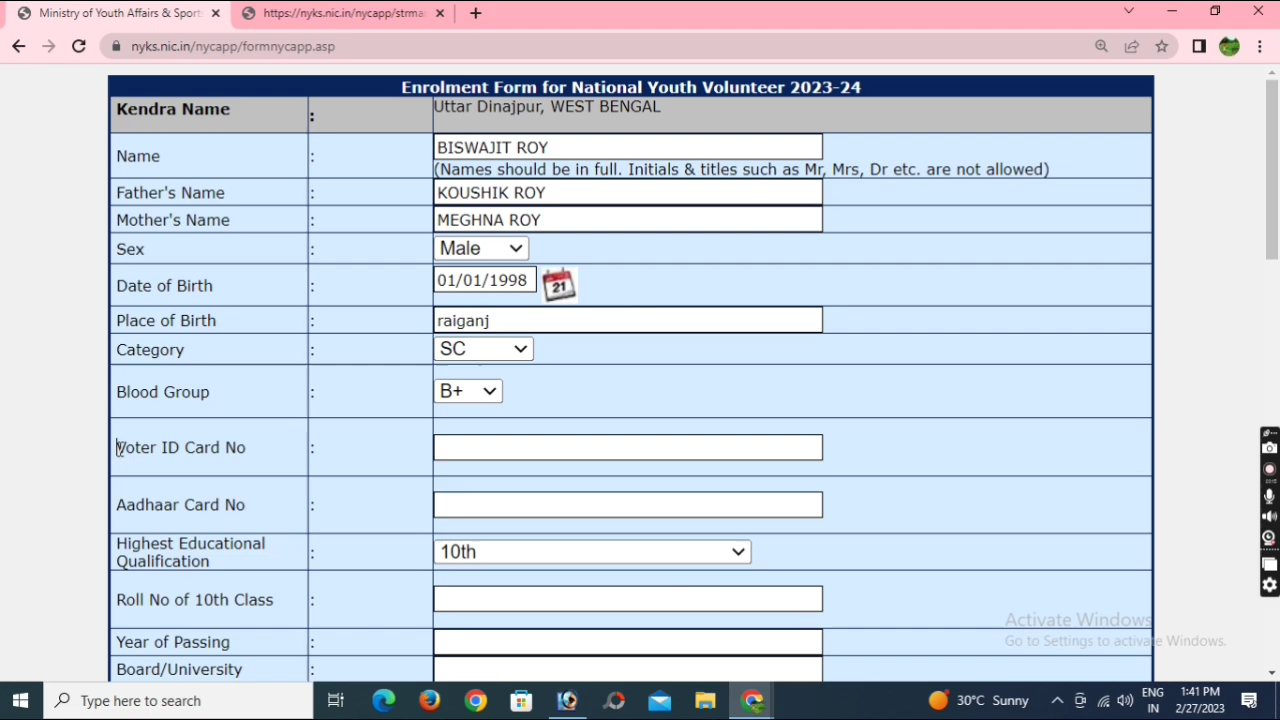 Ministry of Youth Affairs & Sports
https://nyks.nic.in/nycapp/strma
nyks.nic.in/nycapp/formnycapp.asp
Enrolment Form for National Youth Volunteer 2023-24
Kendra Name : Uttar Dinajpur, WEST BENGAL
Name : BISWAJIT ROY
(Names should be in full. Initials & titles such as Mr, Mrs, Dr etc. are not allowed)
Father's Name : KOUSHIK ROY
Mother's Name : MEGHNA ROY
Sex : Male
Date of Birth : 01/01/1998 21
Place of Birth : raiganj
Category : SC
Blood Group : B+
Voter ID Card No :
Aadhaar Card No :
Highest Educational
Qualification : 10th
Roll No of 10th Class :
Year of Passing :
Board/University :
Activate Windows
Go to Settings to activate Windows.
Type here to search
30°C Sunny
ENG
IN
1:41 PM
2/27/2023